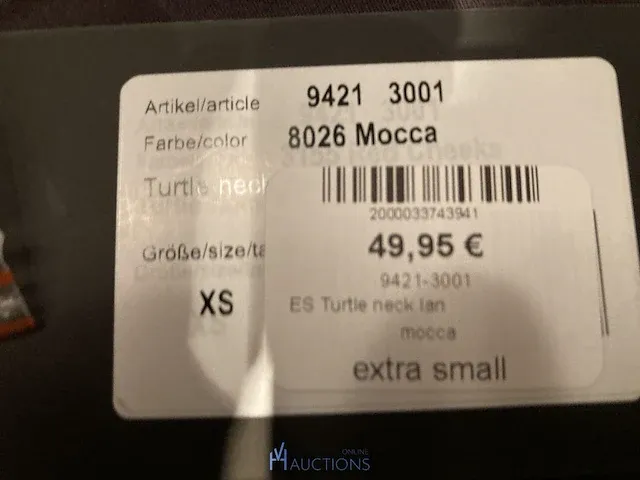 Artikel/article 9421 3001
Farbe/color 8026 Mocca
Turtle neck
2000033743941
49,95 €
Größe/size/ta
9421-3001
XS
ES Turtle neck lan
mocca
extra small
ONLINE
AUCTIONS